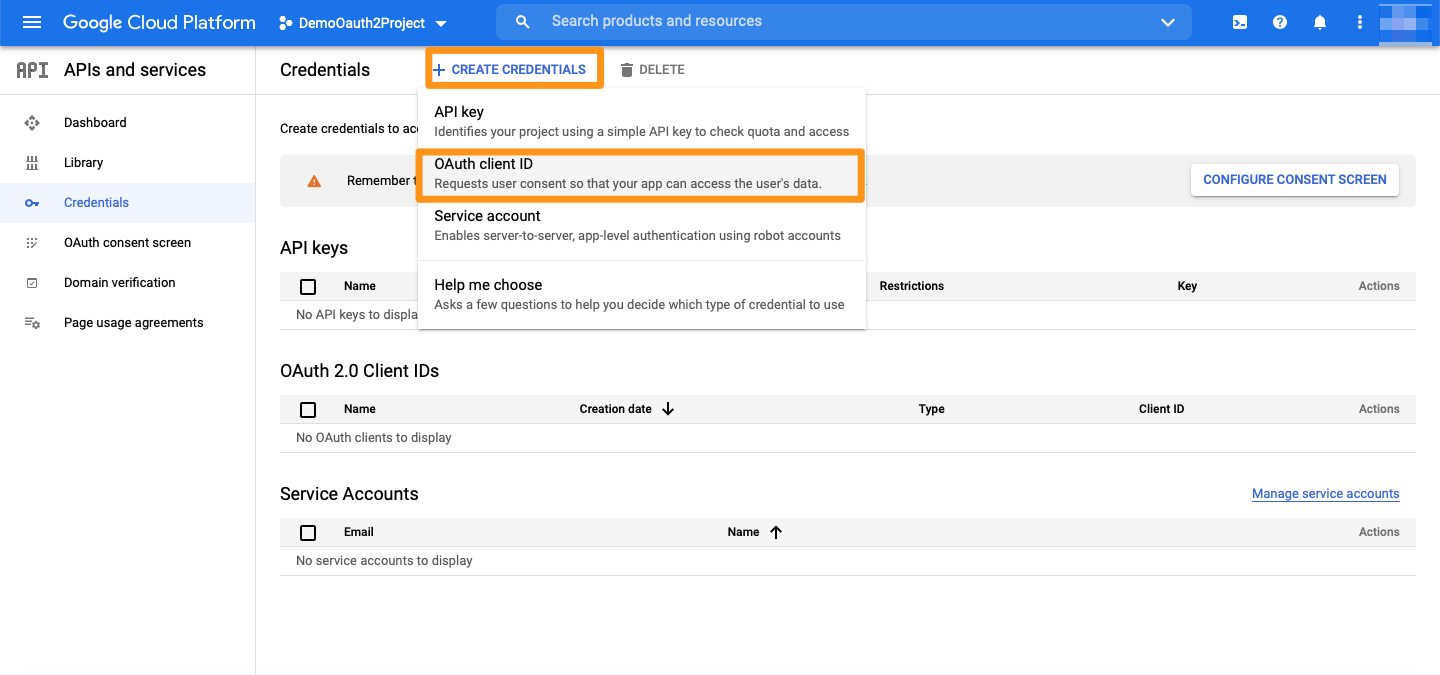 Google Cloud Platform
DemoOauth2Project
Search products and resources
API
APIs and services
Credentials
CREATE CREDENTIALS
DELETE
Dashboard
Library
Credentials
OAuth consent screen
Domain verification
Page usage agreements
Create credentials to
API key
Identifies your project using a simple API key to check quota and access
OAuth client ID
Requests user consent so that your app can access the user's data.
Service account
Enables server-to-server, app-level authentication using robot accounts
Help me choose
Asks a few questions to help you decide which type of credential to use
Remember
CONFIGURE CONSENT SCREEN
API keys
Name
Restrictions
Key
Actions
No API keys to displa
OAuth 2.0 Client IDs
Name
Creation date
Type
Client ID
Actions
No OAuth clients to display
Service Accounts
Manage service accounts
Email
Name
Actions
No service accounts to display